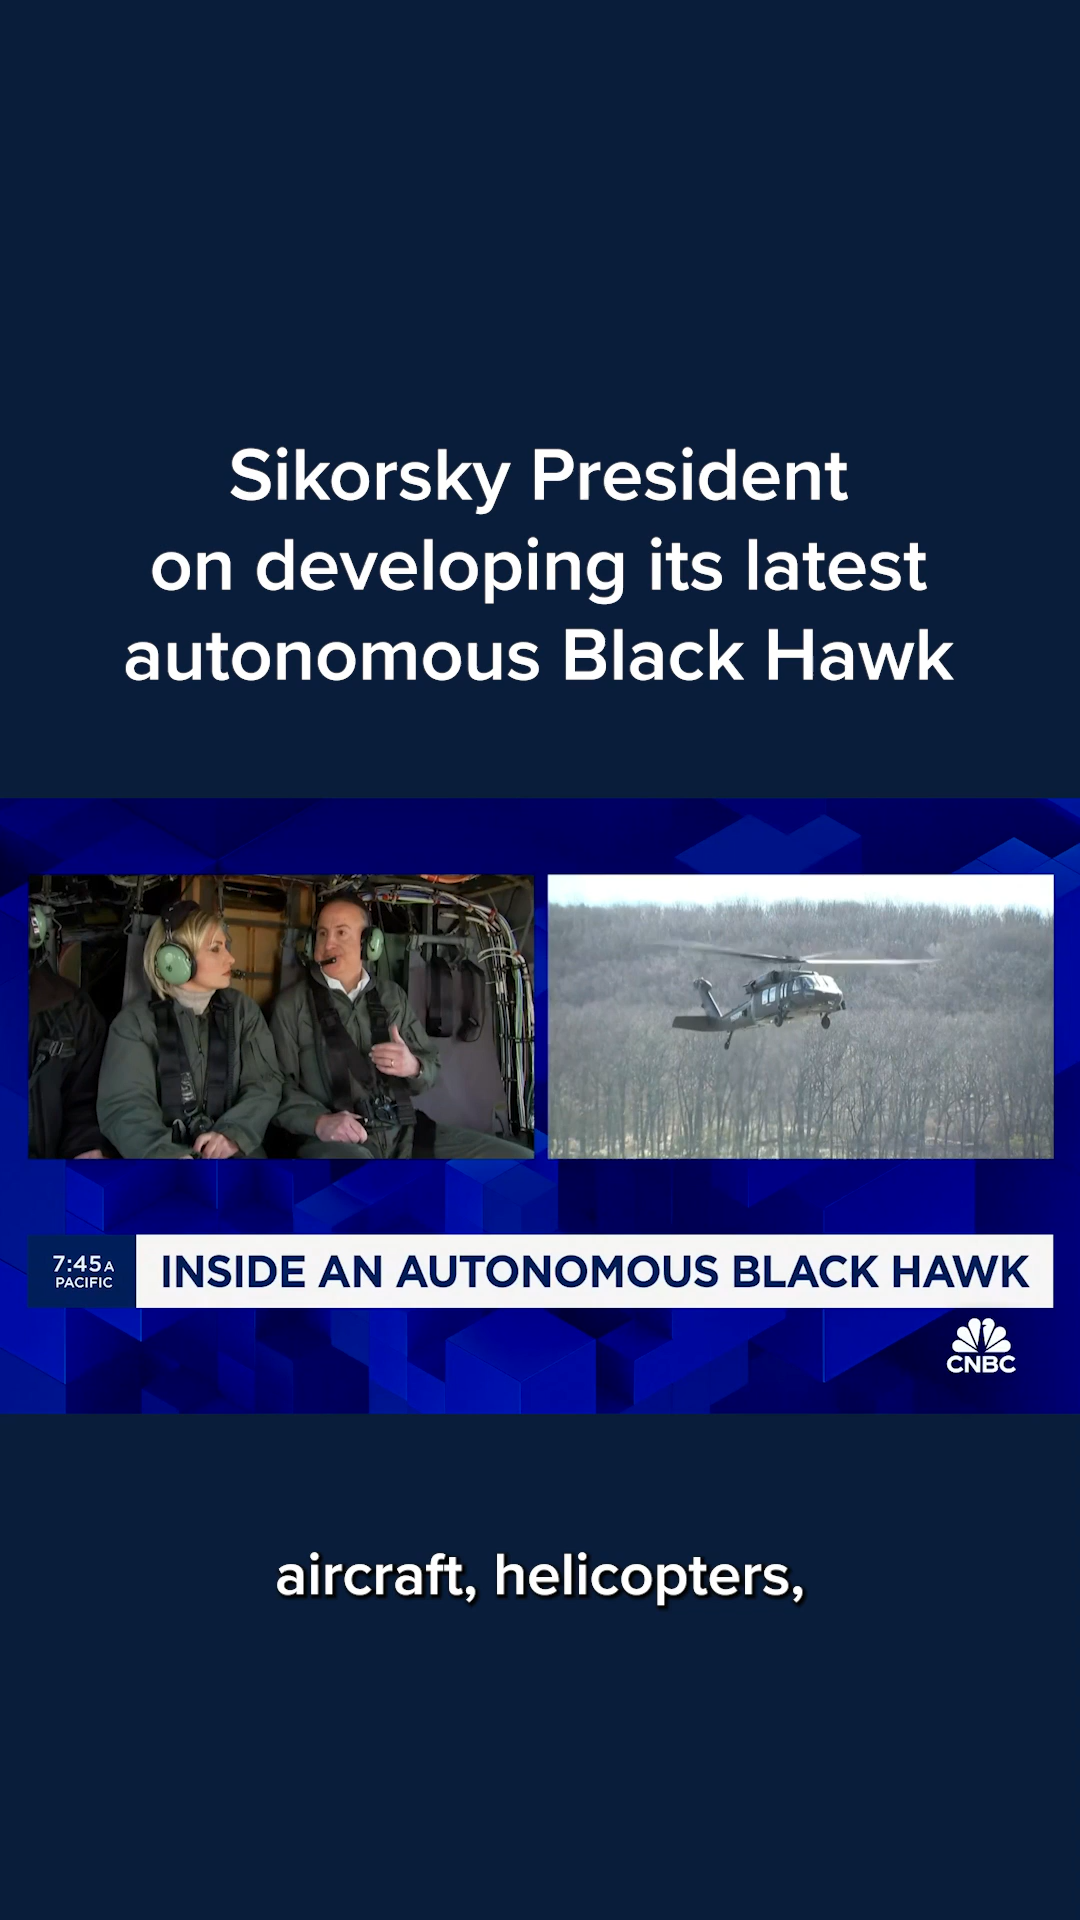 Sikorsky President
on developing its latest
autonomous Black Hawk
7:45A
PACIFIC
INSIDE AN AUTONOMOUS BLACK HAWK
CNBC
aircraft, helicopters,